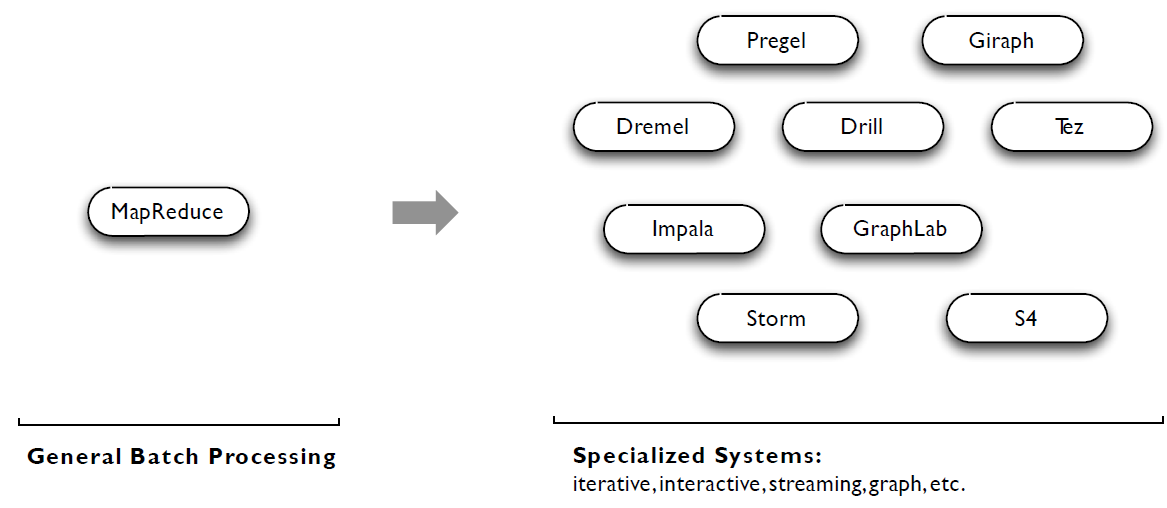 Pregel
Giraph
Dremel
Drill
Tez
MapReduce
Impala
GraphLab
Storm
S4
General Batch Processing
Specialized Systems:
iterative, interactive, streaming, graph, etc.